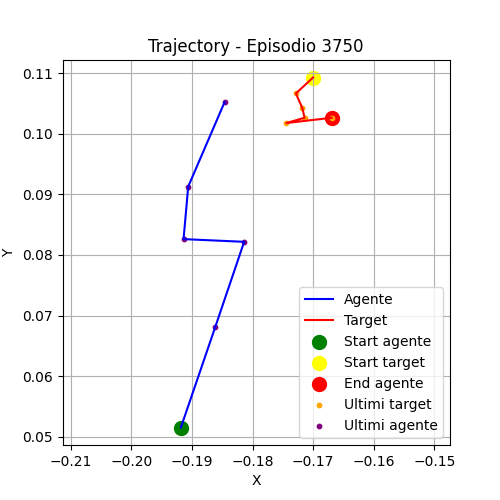 Trajectory - Episodio 3750
0.11
0.10
0.09
0.08
0.07
0.06
0.05
Y
−0.21
−0.20
−0.19
−0.18
−0.17
−0.16
−0.15
X
Agente
Target
Start agente
Start target
End agente
Ultimi target
Ultimi agente